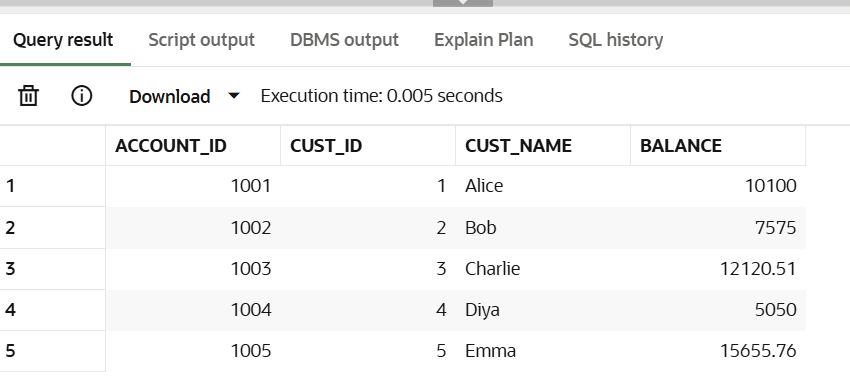 Query result Script output DBMS output Explain Plan SQL history
Download Execution time: 0.005 seconds
ACCOUNT_ID CUST_ID CUST_NAME BALANCE
1 1001 1 Alice 10100
2 1002 2 Bob 7575
3 1003 3 Charlie 12120.51
4 1004 4 Diya 5050
5 1005 5 Emma 15655.76